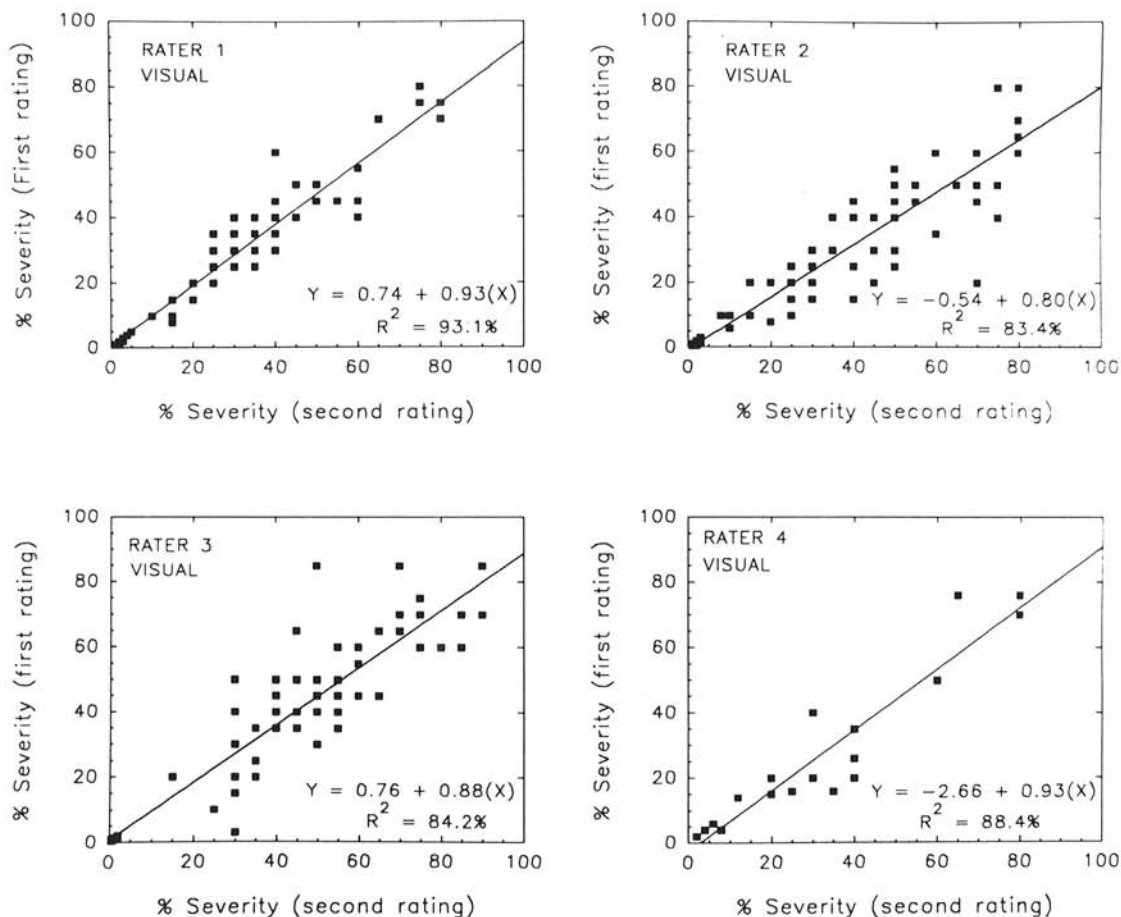 100
80
60
40
20
0
% Severity (First rating)
RATER 1
VISUAL
Y = 0.74 + 0.93(X)
R2 = 93.1%
0 20 40 60 80 100
% Severity (second rating)
100
80
60
40
20
0
% Severity (first rating)
RATER 2
VISUAL
Y = −0.54 + 0.80(X)
R2 = 83.4%
0 20 40 60 80 100
% Severity (second rating)
100
80
60
40
20
0
% Severity (first rating)
RATER 3
VISUAL
Y = 0.76 + 0.88(X)
R2 = 84.2%
0 20 40 60 80 100
% Severity (second rating)
100
80
60
40
20
0
% Severity (first rating)
RATER 4
VISUAL
Y = −2.66 + 0.93(X)
R2 = 88.4%
0 20 40 60 80 100
% Severity (second rating)